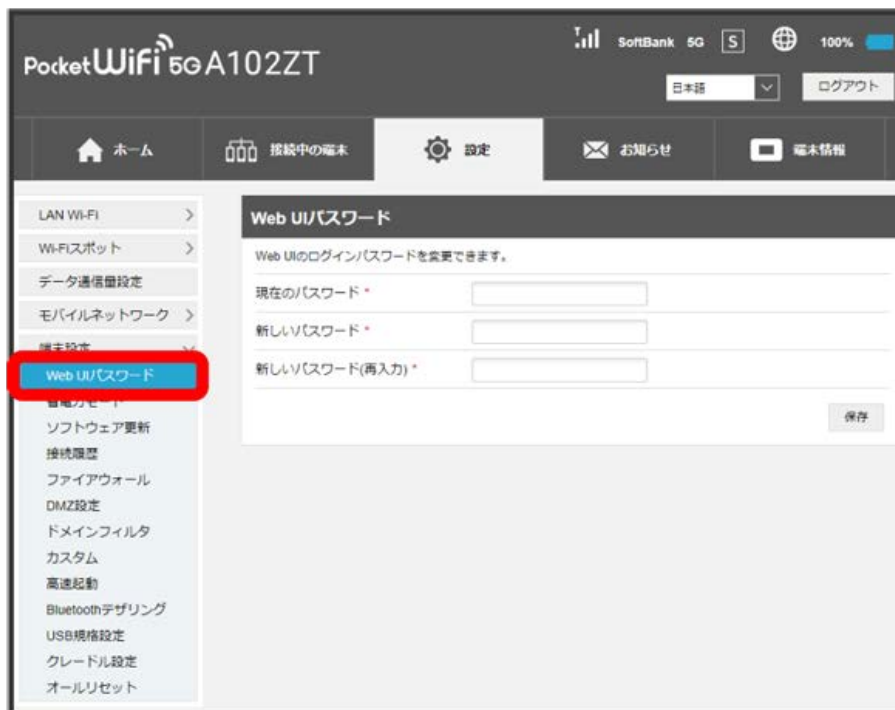 SoftBank 5G S 100%
PocketWiFi 5G A102ZT
日本語 ログアウト
ホーム 接続中の端末 設定 お知らせ 端末情報
LAN Wi-Fi
Wi-Fiスポット
データ通信量設定
モバイルネットワーク
端末設定
Web UIパスワード
省電力モード
ソフトウェア更新
接続履歴
ファイアウォール
DMZ設定
ドメインフィルタ
カスタム
高速起動
Bluetoothテザリング
USB規格設定
クレードル設定
オールリセット
Web UIパスワード
Web UIのログインパスワードを変更できます。
現在のパスワード *
新しいパスワード *
新しいパスワード(再入力) *
保存